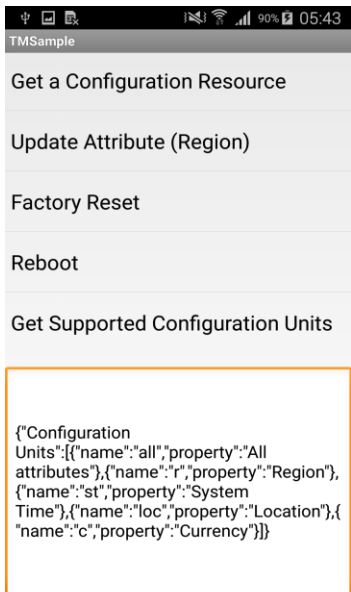 90% 05:43
TMSample
Get a Configuration Resource
Update Attribute (Region)
Factory Reset
Reboot
Get Supported Configuration Units
{"Configuration
Units":[{"name":"all","property":"All
attributes"},{"name":"r","property":"Region"},
{"name":"st","property":"System
Time"},{"name":"loc","property":"Location"},{
"name":"c","property":"Currency"}]}